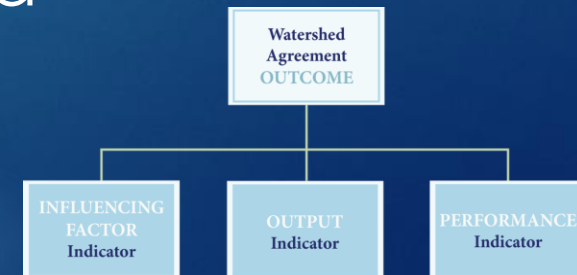 Watershed
Agreement
OUTCOME
INFLUENCING
FACTOR
Indicator
OUTPUT
Indicator
PERFORMANCE
Indicator